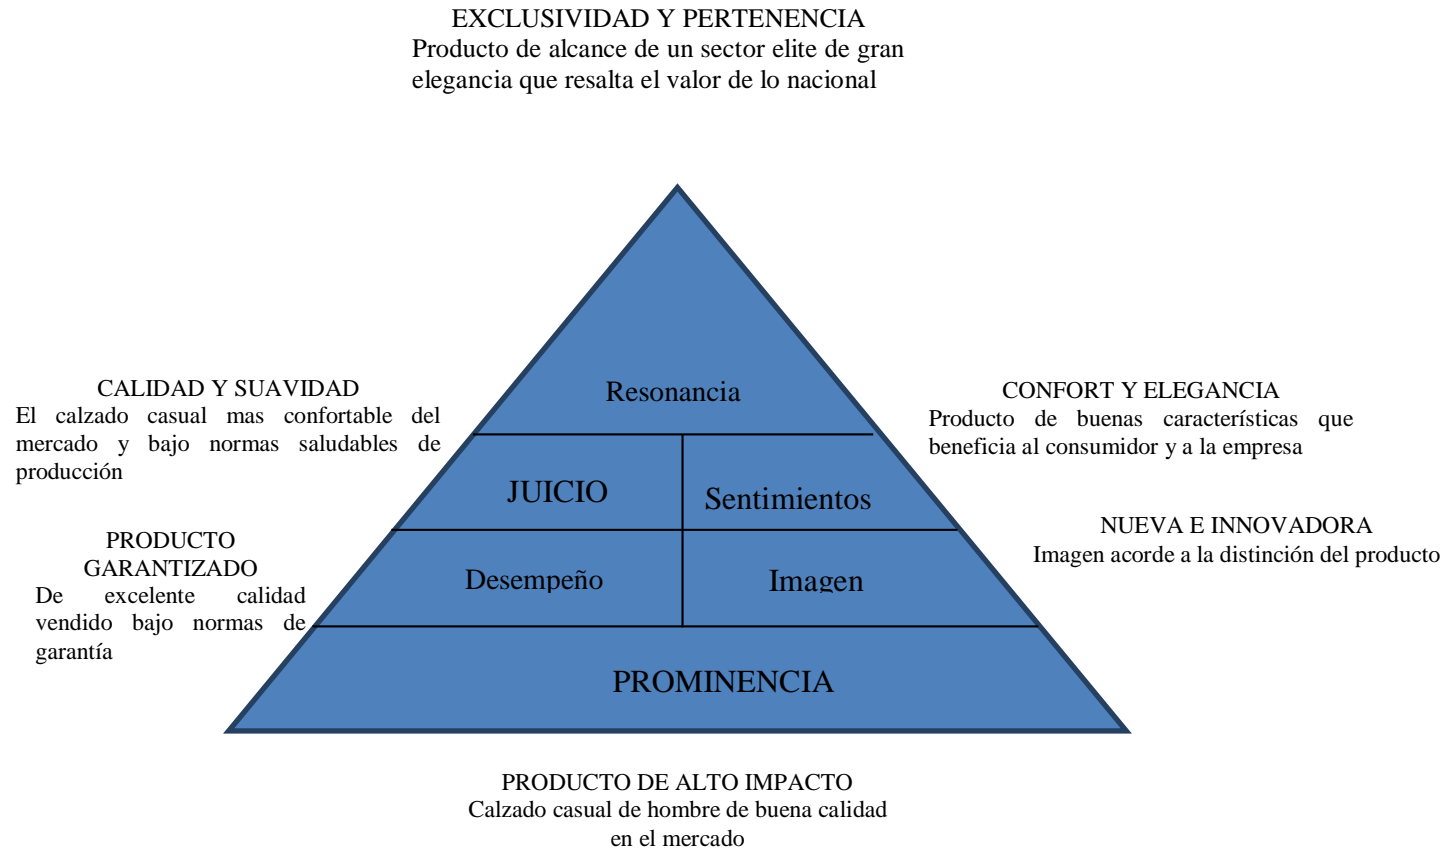 EXCLUSIVIDAD Y PERTENENCIA
Producto de alcance de un sector elite de gran
elegancia que resalta el valor de lo nacional
CALIDAD Y SUAVIDAD
El calzado casual mas confortable del
mercado y bajo normas saludables de
producción
Resonancia
CONFORT Y ELEGANCIA
Producto de buenas características que
beneficia al consumidor y a la empresa
JUICIO
Sentimientos
PRODUCTO
GARANTIZADO
De excelente calidad
vendido bajo normas de
garantía
Desempeño
Imagen
NUEVA E INNOVADORA
Imagen acorde a la distinción del producto
PROMINENCIA
PRODUCTO DE ALTO IMPACTO
Calzado casual de hombre de buena calidad
en el mercado